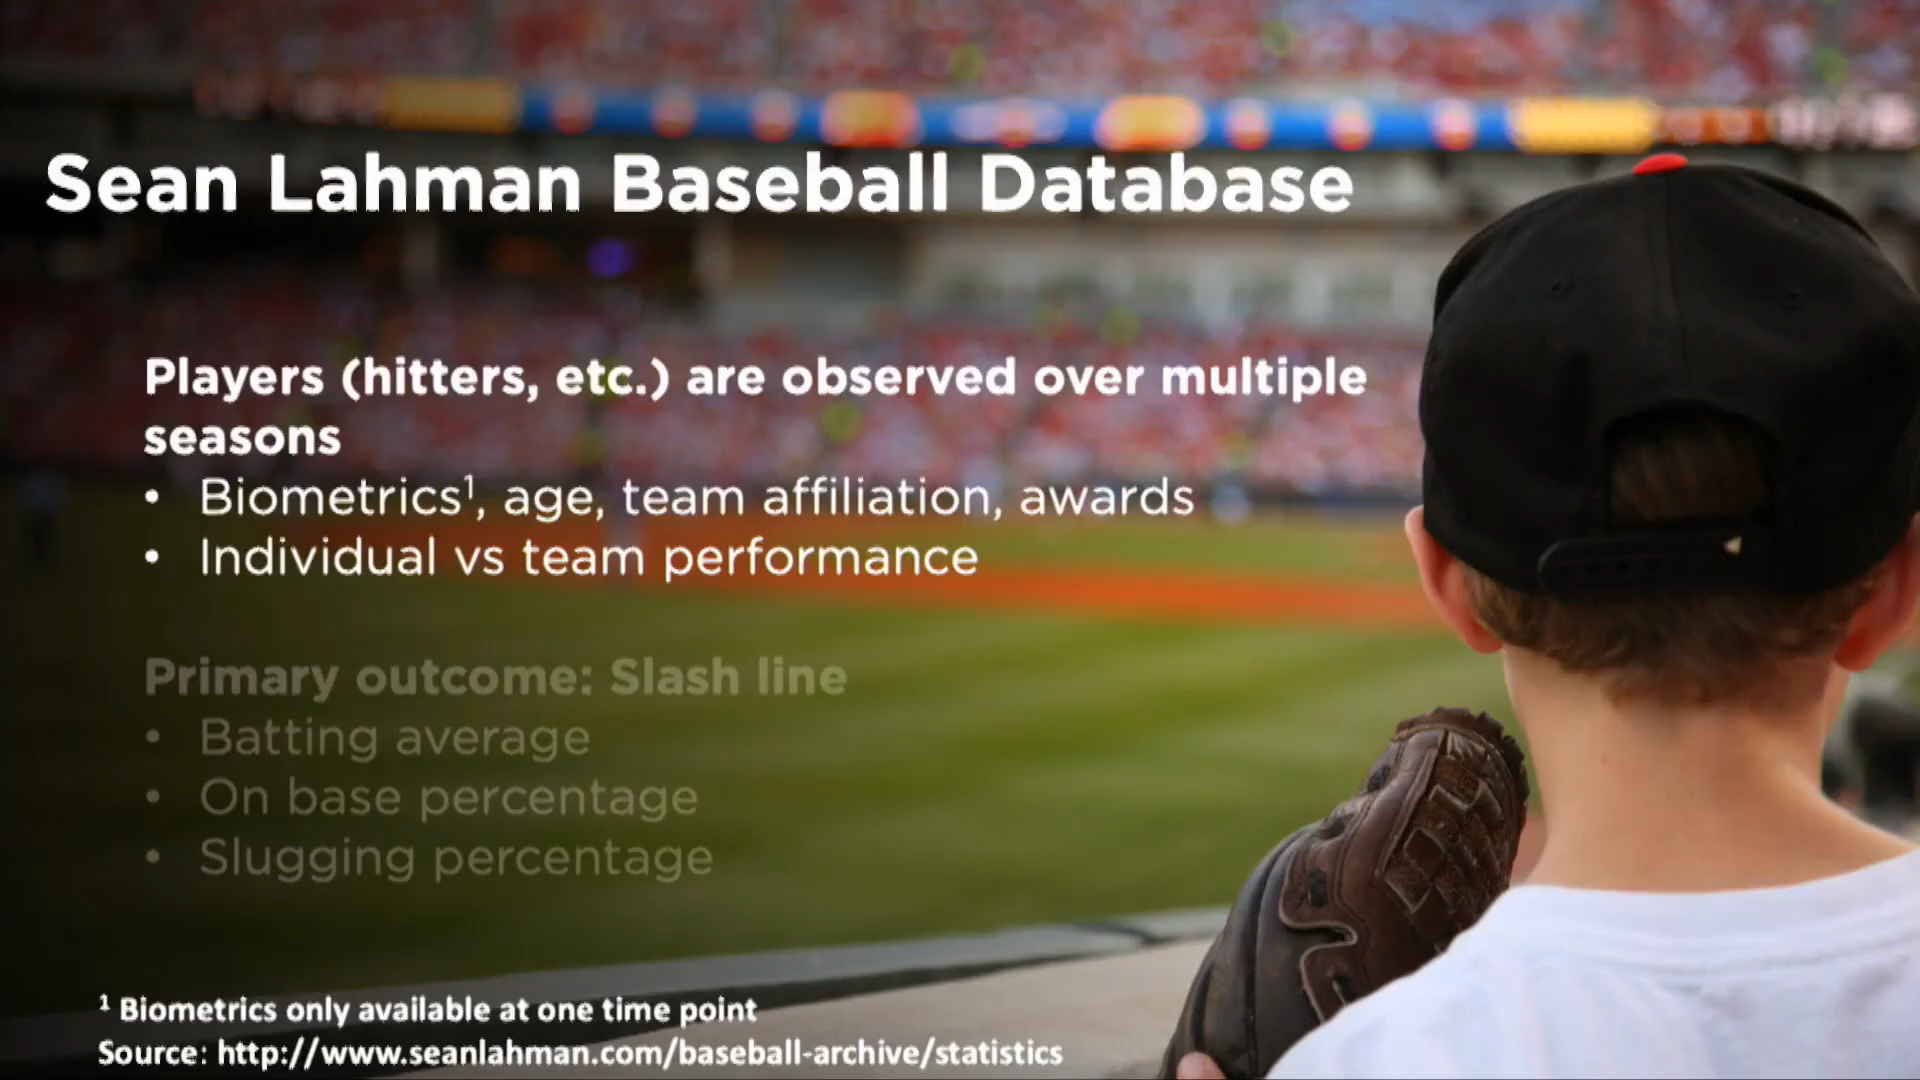 Sean Lahman Baseball Database
Players (hitters, etc.) are observed over multiple
seasons
• Biometrics¹, age, team affiliation, awards
• Individual vs team performance
Primary outcome: Slash line
• Batting average
• On base percentage
• Slugging percentage
¹ Biometrics only available at one time point
Source: http://www.seanlahman.com/baseball-archive/statistics